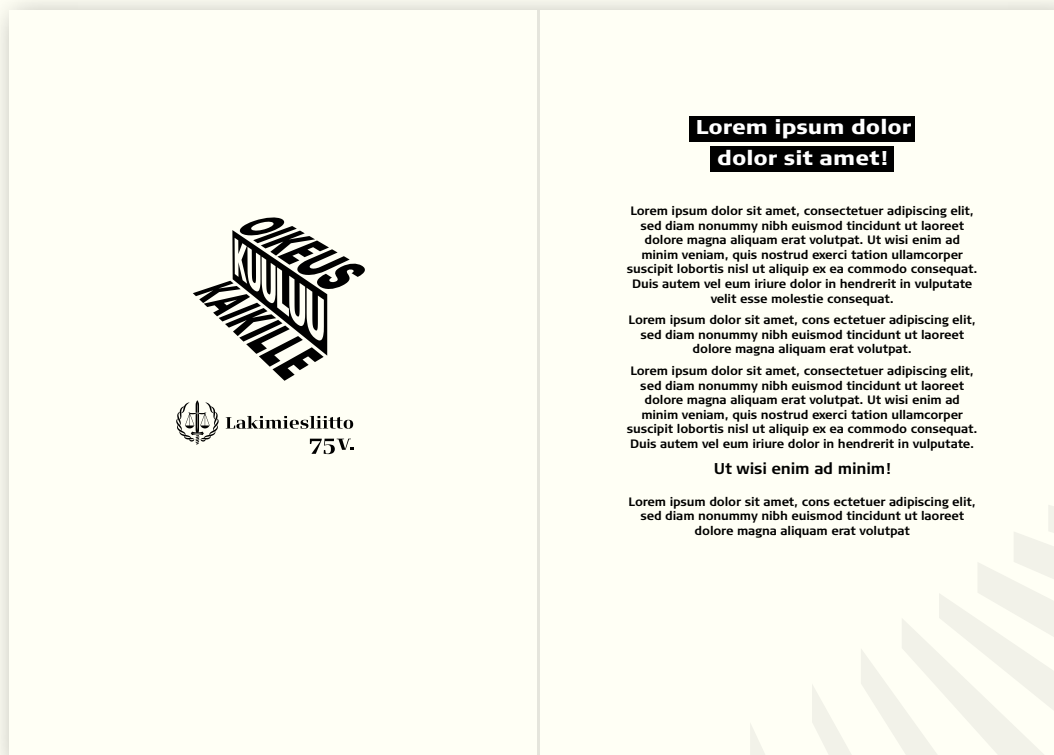 OIKEUS
KUULUU
KAIKILLE
Lakimiesliitto
75V.
Lorem ipsum dolor
dolor sit amet!
Lorem ipsum dolor sit amet, consectetuer adipiscing elit,
sed diam nonummy nibh euismod tincidunt ut laoreet
dolore magna aliquam erat volutpat. Ut wisi enim ad
minim veniam, quis nostrud exerci tation ullamcorper
suscipit lobortis nisl ut aliquip ex ea commodo consequat.
Duis autem vel eum iriure dolor in hendrerit in vulputate
velit esse molestie consequat.
Lorem ipsum dolor sit amet, cons ectetuer adipiscing elit,
sed diam nonummy nibh euismod tincidunt ut laoreet
dolore magna aliquam erat volutpat.
Lorem ipsum dolor sit amet, consectetuer adipiscing elit,
sed diam nonummy nibh euismod tincidunt ut laoreet
dolore magna aliquam erat volutpat. Ut wisi enim ad
minim veniam, quis nostrud exerci tation ullamcorper
suscipit lobortis nisl ut aliquip ex ea commodo consequat.
Duis autem vel eum iriure dolor in hendrerit in vulputate.
Ut wisi enim ad minim!
Lorem ipsum dolor sit amet, cons ectetuer adipiscing elit,
sed diam nonummy nibh euismod tincidunt ut laoreet
dolore magna aliquam erat volutpat